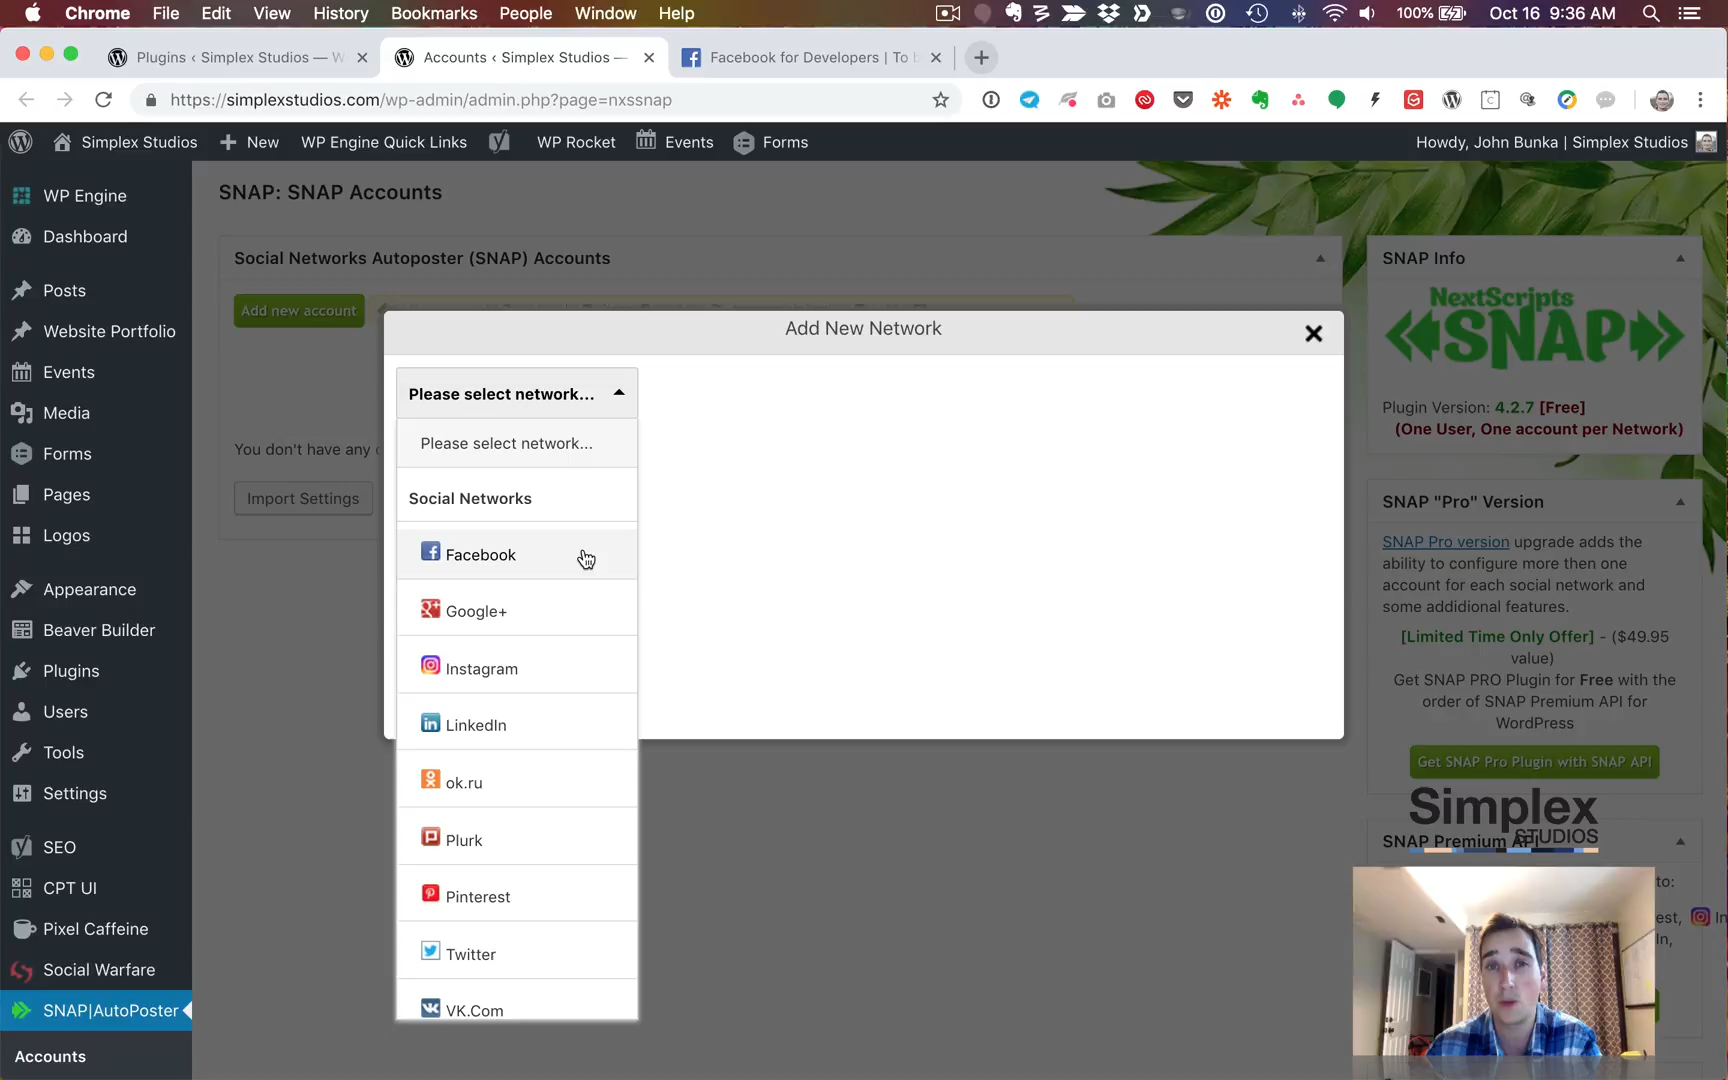 Chrome File Edit View History Bookmarks People Window Help 100% Oct 16 9:36 AM
Plugins ‹ Simplex Studios — W
Accounts ‹ Simplex Studios —
Facebook for Developers | To b
https://simplexstudios.com/wp-admin/admin.php?page=nxssnap
Simplex Studios New WP Engine Quick Links WP Rocket Events Forms Howdy, John Bunka | Simplex Studios
WP Engine
Dashboard
Posts
Website Portfolio
Events
Media
Forms
Pages
Logos
Appearance
Beaver Builder
Plugins
Users
Tools
Settings
SEO
CPT UI
Pixel Caffeine
Social Warfare
SNAP|AutoPoster
Accounts
SNAP: SNAP Accounts
Social Networks Autoposter (SNAP) Accounts
Add new account
You don't have any
Import Settings
Add New Network
Please select network...
Please select network...
Social Networks
Facebook
Google+
Instagram
LinkedIn
ok.ru
Plurk
Pinterest
Twitter
VK.Com
SNAP Info
NextScripts
SNAP
Plugin Version: 4.2.7 [Free]
(One User, One account per Network)
SNAP "Pro" Version
SNAP Pro version upgrade adds the
ability to configure more then one
account for each social network and
some addidional features.
[Limited Time Only Offer] - ($49.95
value)
Get SNAP PRO Plugin for Free with the
order of SNAP Premium API for
WordPress
Get SNAP Pro Plugin with SNAP API
Simplex
STUDIOS
SNAP Premium API
to:
est, In